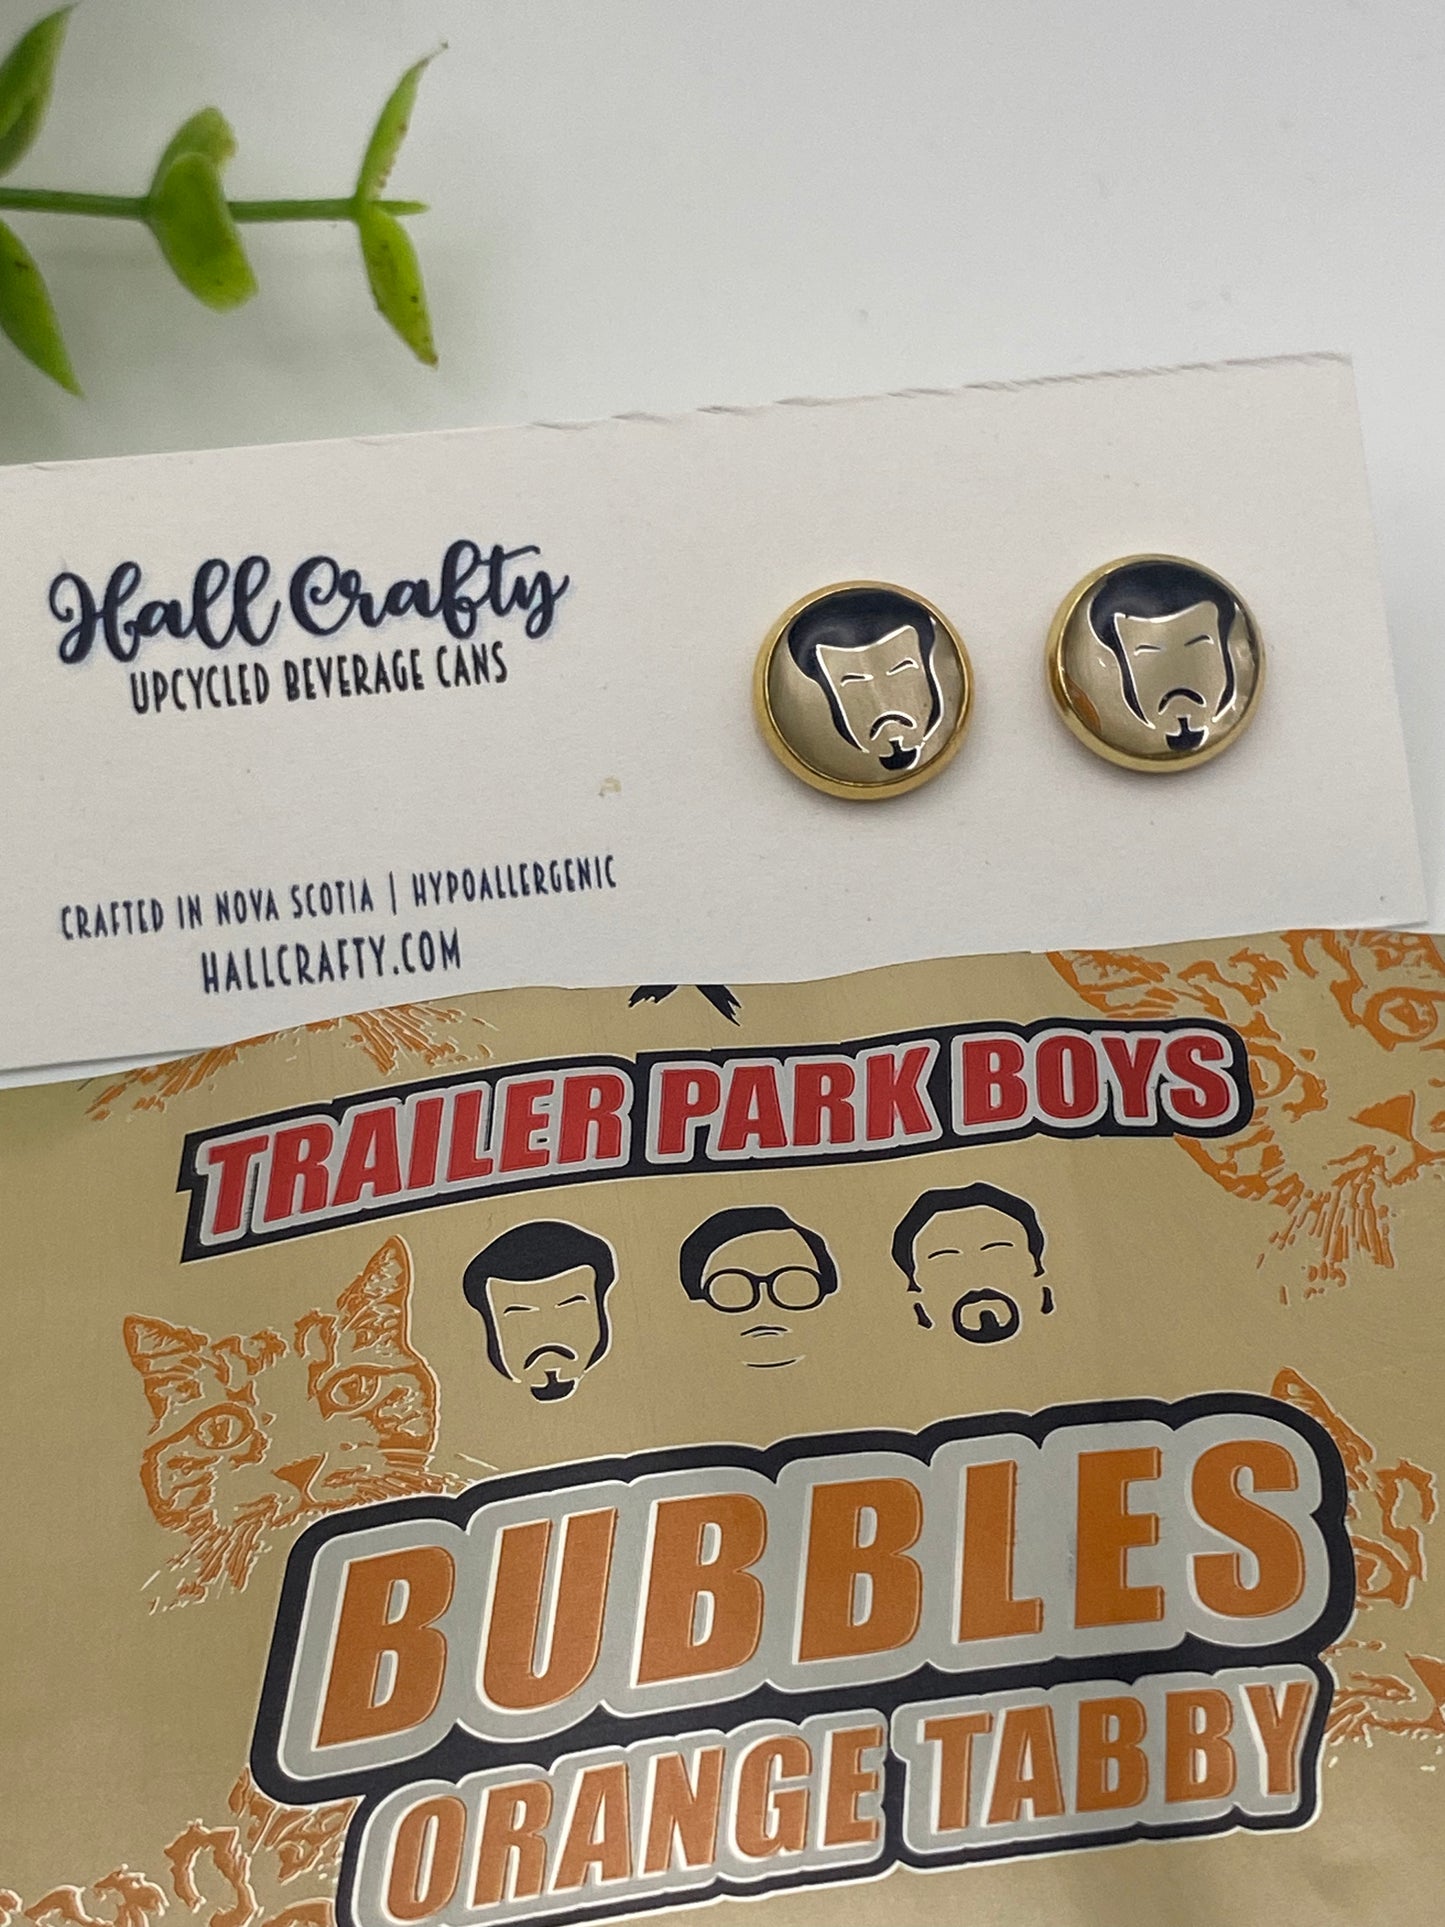 Hall Crafty
UPCYCLED BEVERAGE CANS
CRAFTED IN NOVA SCOTIA | HYPOALLERGENIC
HALLCRAFTY.COM
TRAILER PARK BOYS
BUBBLES
ORANGE TABBY